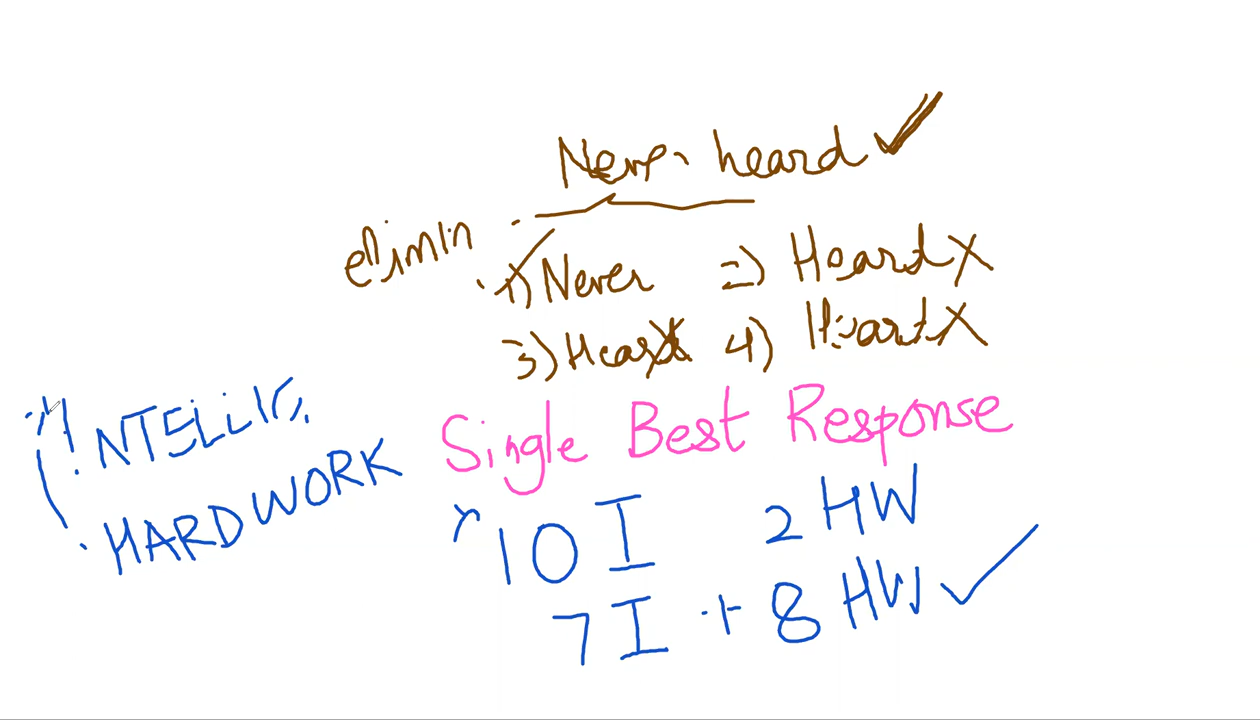 Never heard ✓
elimin
1) Never 2) Heard X
3) Heard 4) Heart X
Single Best Response
INTELLIG
HARDWORK
10 I 2 HW
7 I + 8 HW ✓